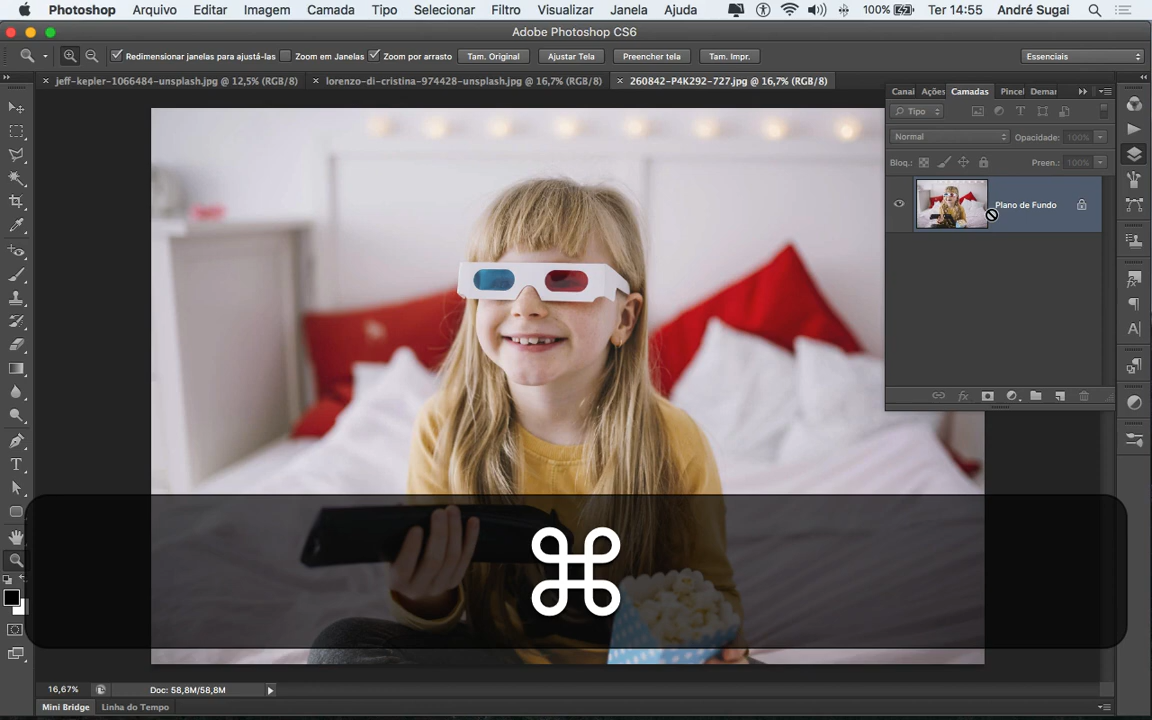 Photoshop Arquivo Editar Imagem Camada Tipo Selecionar Filtro Visualizar Janela Ajuda 100% Ter 14:55 André Sugai
Adobe Photoshop CS6
Redimensionar janelas para ajustá-las Zoom em Janelas Zoom por arrasto Tam. Original Ajustar Tela Preencher tela Tam. Impr. Essenciais
jeff-kepler-1066484-unsplash.jpg @ 12,5% (RGB/8) lorenzo-di-cristina-974428-unsplash.jpg @ 16,7% (RGB/8) 260842-P4K292-727.jpg @ 16,7% (RGB/8)
Canai Ações Camadas Pincel Demar
Tipo
Normal Opacidade: 100%
Bloq.: Preen.: 100%
Plano de Fundo
16,67% Doc: 58,8M/58,8M
Mini Bridge Linha do Tempo